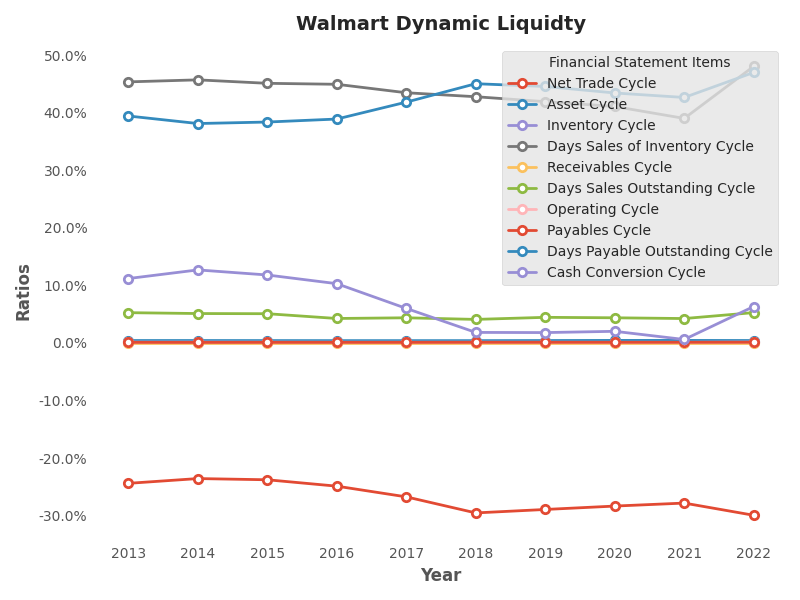 Walmart Dynamic Liquidty
Financial Statement Items
Net Trade Cycle
Asset Cycle
Inventory Cycle
Days Sales of Inventory Cycle
Receivables Cycle
Days Sales Outstanding Cycle
Operating Cycle
Payables Cycle
Days Payable Outstanding Cycle
Cash Conversion Cycle
Ratios
50.0%
40.0%
30.0%
20.0%
10.0%
0.0%
-10.0%
-20.0%
-30.0%
2013 2014 2015 2016 2017 2018 2019 2020 2021 2022
Year